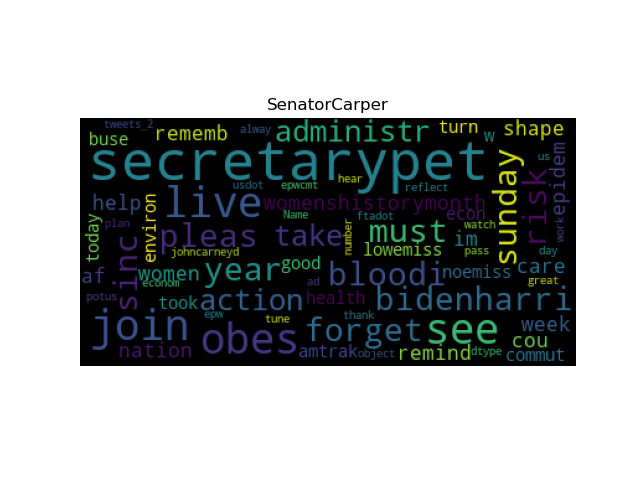 SenatorCarper
tweets_2 alway administr turn w shape
buse rememb
secretarypet sunday us epidem
usdot epwcmt hear reflect
help live womenshistorymonth risk
Name ftadot number econ watch work
today plan environ sinc pleas take must im day
johncarneyd lowemiss pass
af women year good bloodi noemiss care
potus econom ad great
took action health bidenharri
join epw tune obes thank forget see week
nation amtrak object remind dtype cou commut